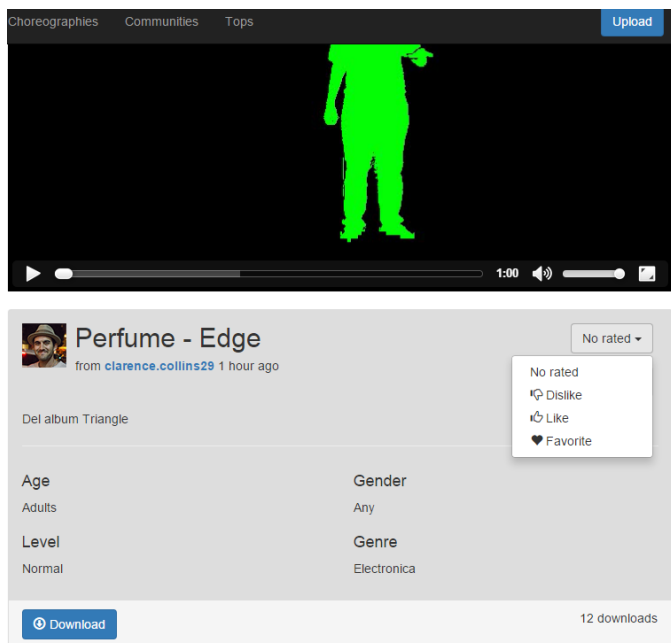 Choreographies Communities Tops Upload
1:00
Perfume - Edge
No rated
from clarence.collins29 1 hour ago
No rated
Dislike
Like
Favorite
Del album Triangle
Age Gender
Adults Any
Level Genre
Normal Electronica
Download 12 downloads